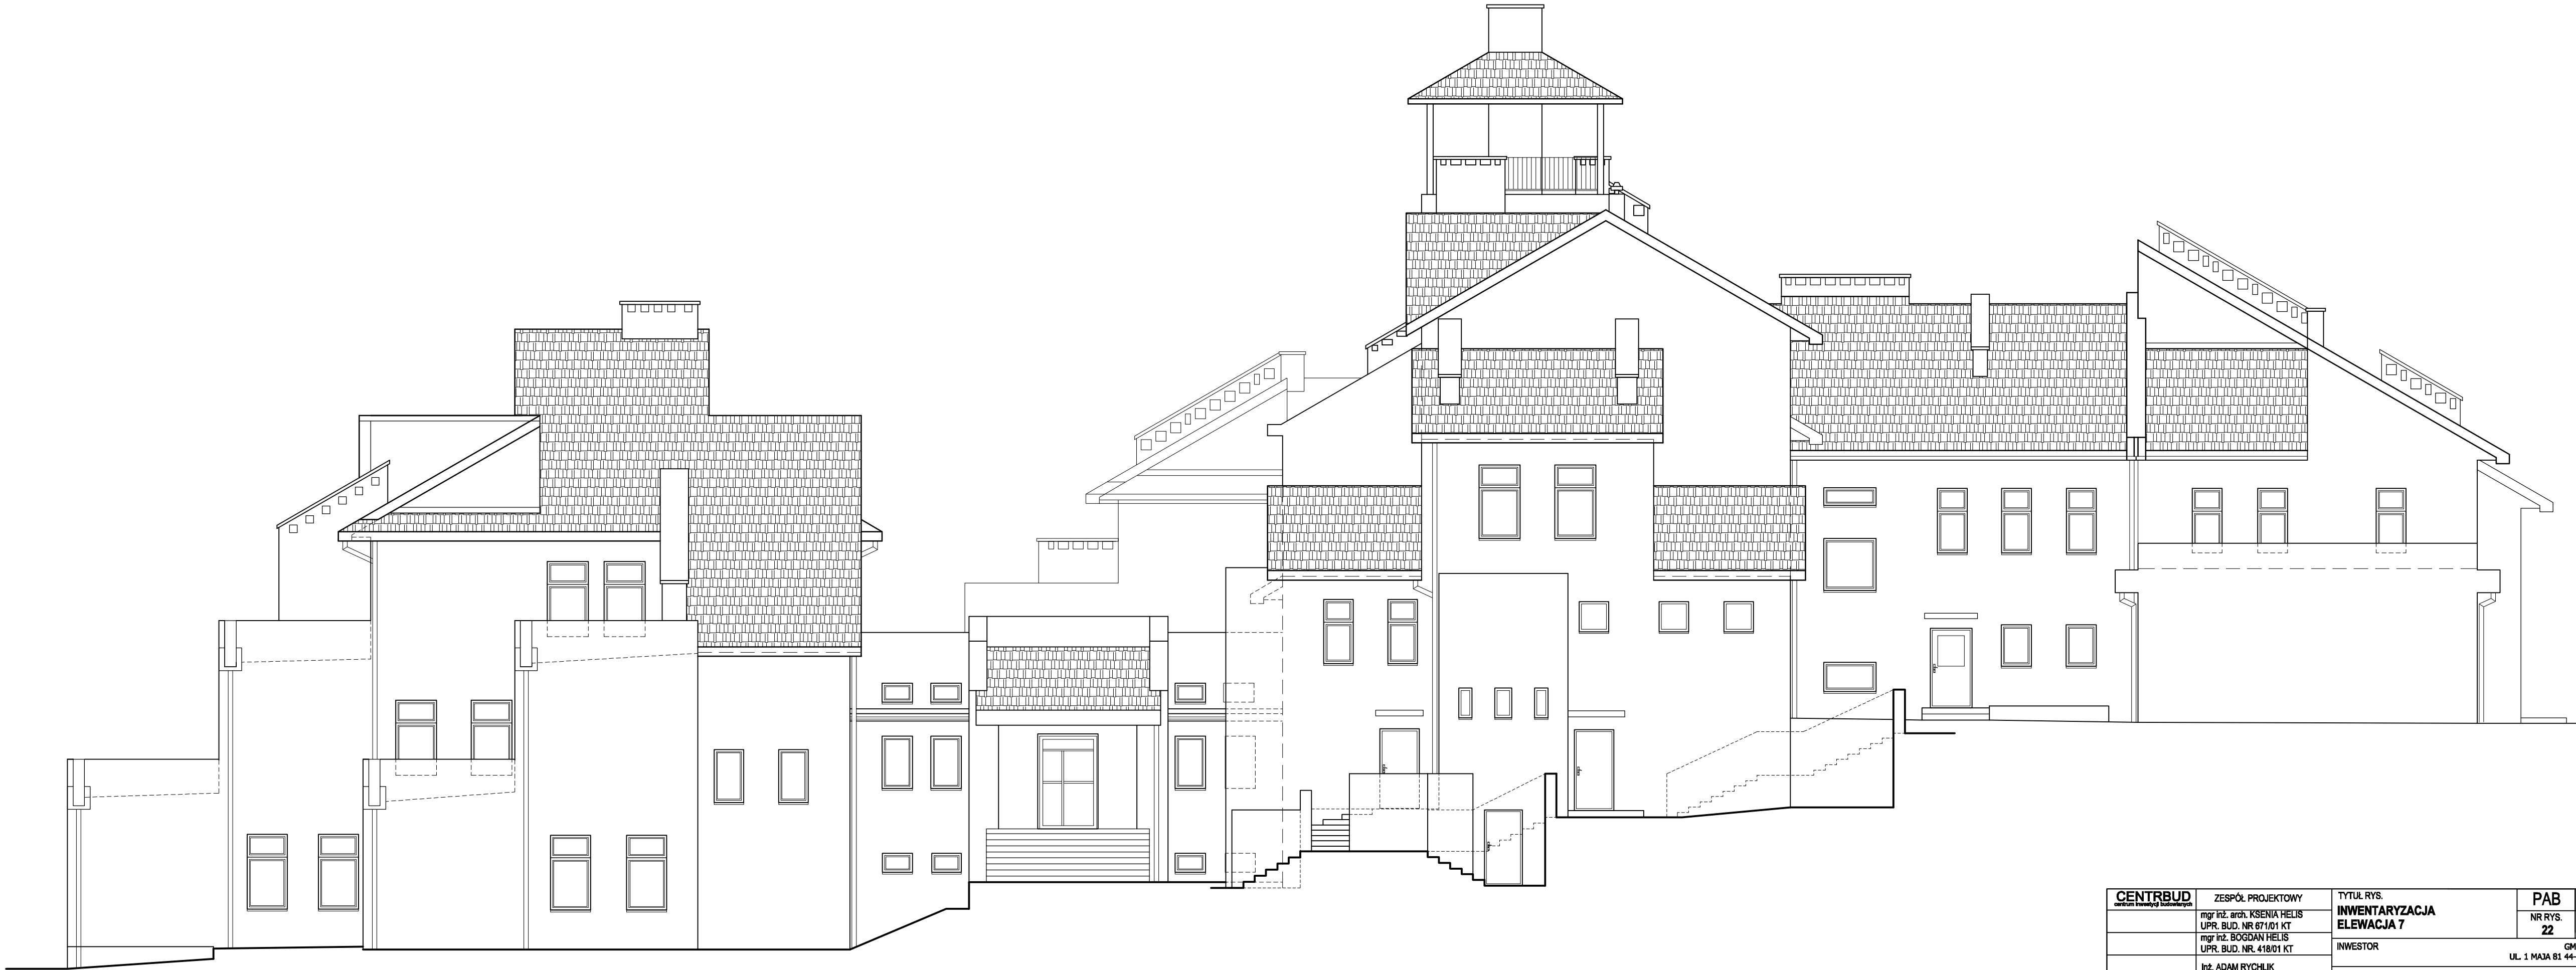 CENTRBUD
centrum inwestycji budowlanych
ZESPÓŁ PROJEKTOWY
mgr inż. arch. KSENIA HELIS
UPR. BUD. NR 671/01 KT
mgr inż. BOGDAN HELIS
UPR. BUD. NR. 418/01 KT
inż. ADAM RYCHLIK
TYTUŁ RYS.
INWENTARYZACJA
ELEWACJA 7
PAB
NR RYS.
22
INWESTOR
GM
UL. 1 MAJA 81 44-